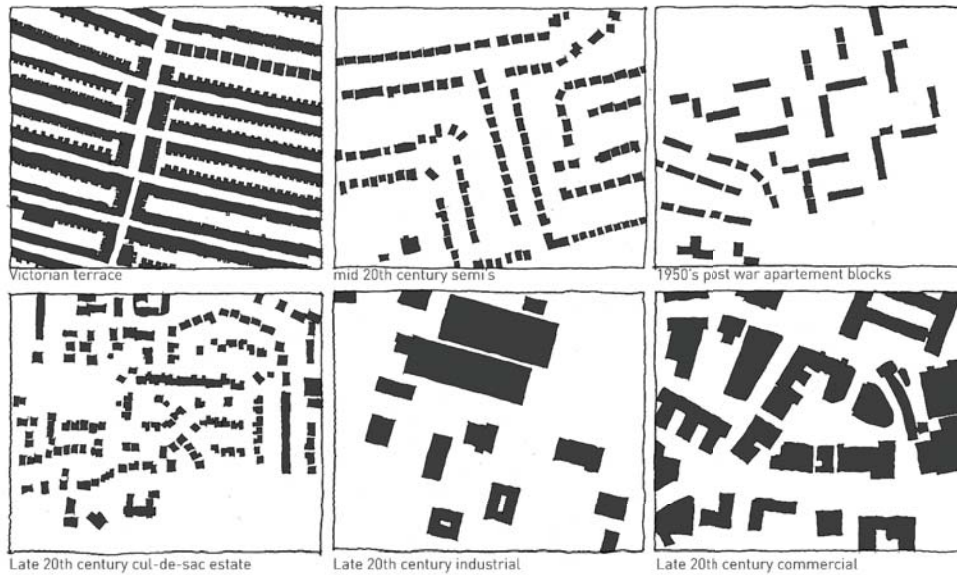 Victorian terrace
mid 20th century semi's
1950's post war apartement blocks
Late 20th century cul-de-sac estate
Late 20th century industrial
Late 20th century commercial